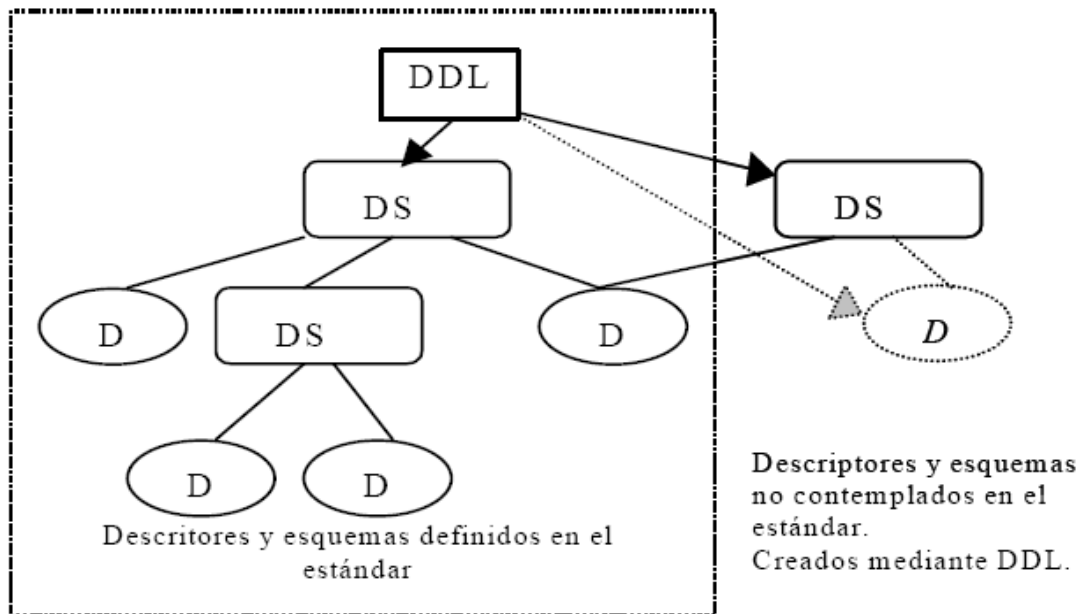 DDL
DS
DS
D
DS
D
D
D
D
Descritores y esquemas definidos en el
estándar
Descriptores y esquemas
no contemplados en el
estándar.
Creados mediante DDL.